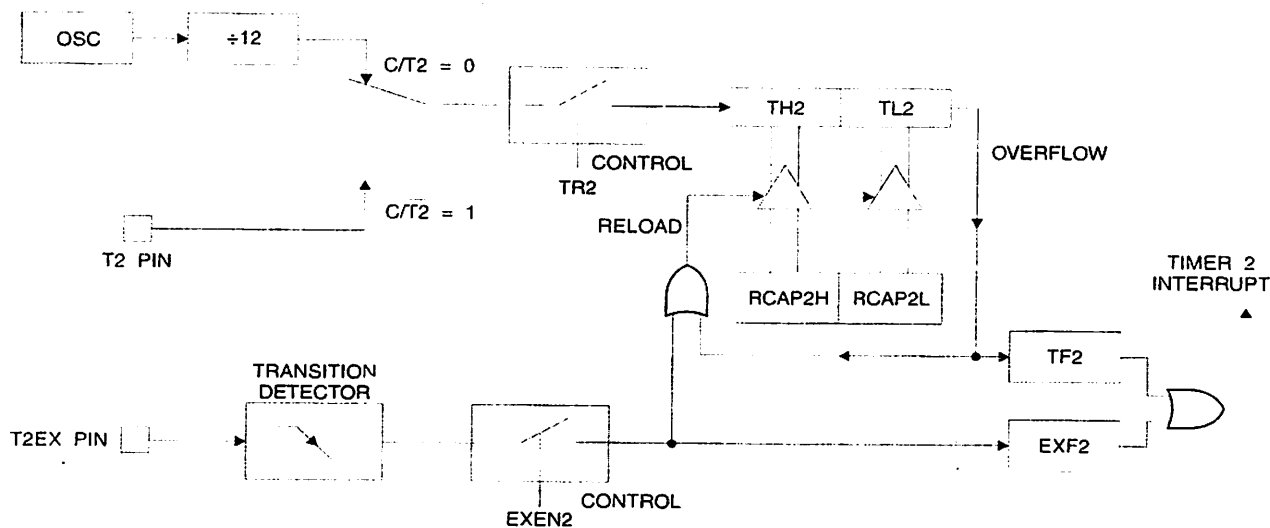 OSC
÷12
C/T2 = 0
TH2
TL2
OVERFLOW
CONTROL
TR2
C/T̅2̅ = 1
RELOAD
T2 PIN
TIMER 2
INTERRUPT
RCAP2H
RCAP2L
TF2
TRANSITION
DETECTOR
T2EX PIN
EXF2
CONTROL
EXEN2